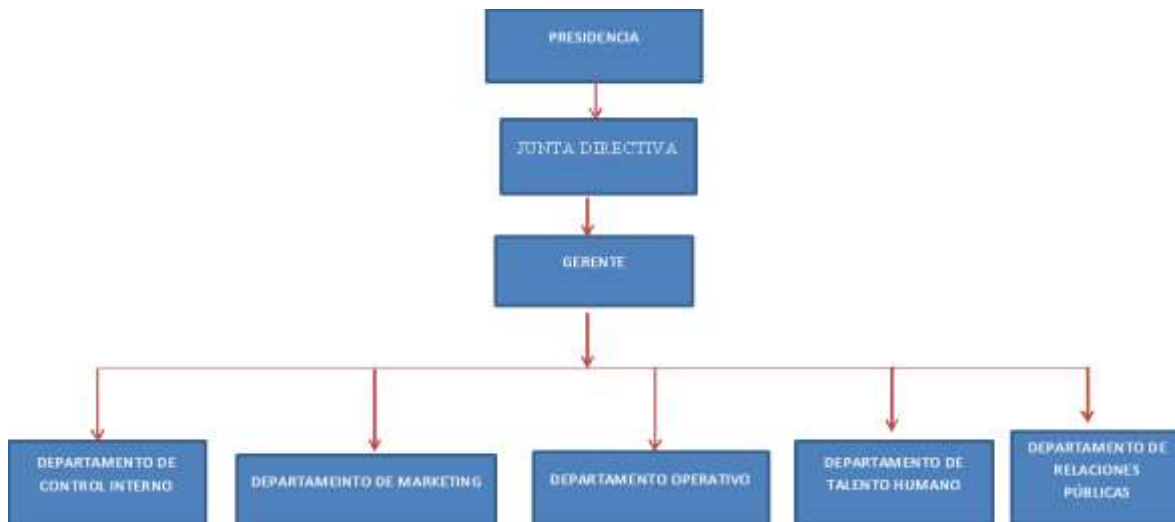 PRESIDENCIA
JUNTA DIRECTIVA
GERENTE
DEPARTAMENTO DE
CONTROL INTERNO
DEPARTAMEINTO DE MARKETING
DEPARTAMENTO OPERATIVO
DEPARTAMENTO DE
TALENTO HUMANO
DEPARTAMENTO DE
RELACIONES
PÚBLICAS